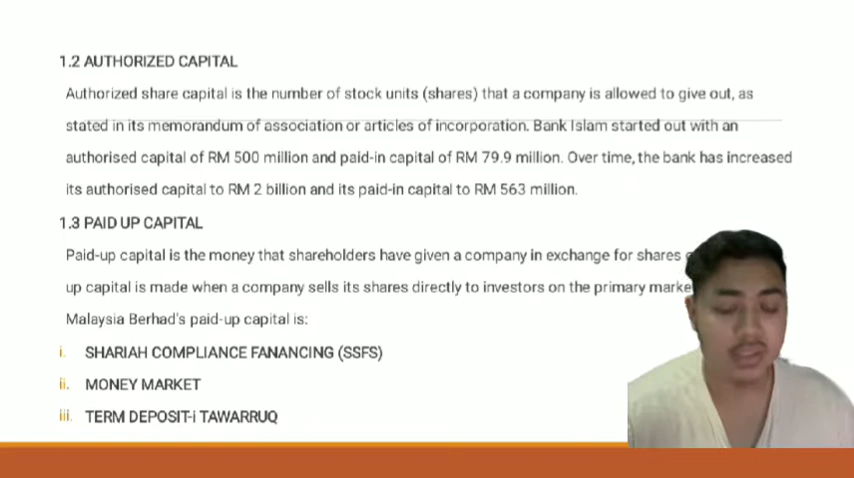 1.2 AUTHORIZED CAPITAL
Authorized share capital is the number of stock units (shares) that a company is allowed to give out, as
stated in its memorandum of association or articles of incorporation. Bank Islam started out with an
authorised capital of RM 500 million and paid-in capital of RM 79.9 million. Over time, the bank has increased
its authorised capital to RM 2 billion and its paid-in capital to RM 563 million.
1.3 PAID UP CAPITAL
Paid-up capital is the money that shareholders have given a company in exchange for shares
up capital is made when a company sells its shares directly to investors on the primary
Malaysia Berhad's paid-up capital is:
i. SHARIAH COMPLIANCE FANANCING (SSFS)
ii. MONEY MARKET
iii. TERM DEPOSIT-i TAWARRUQ